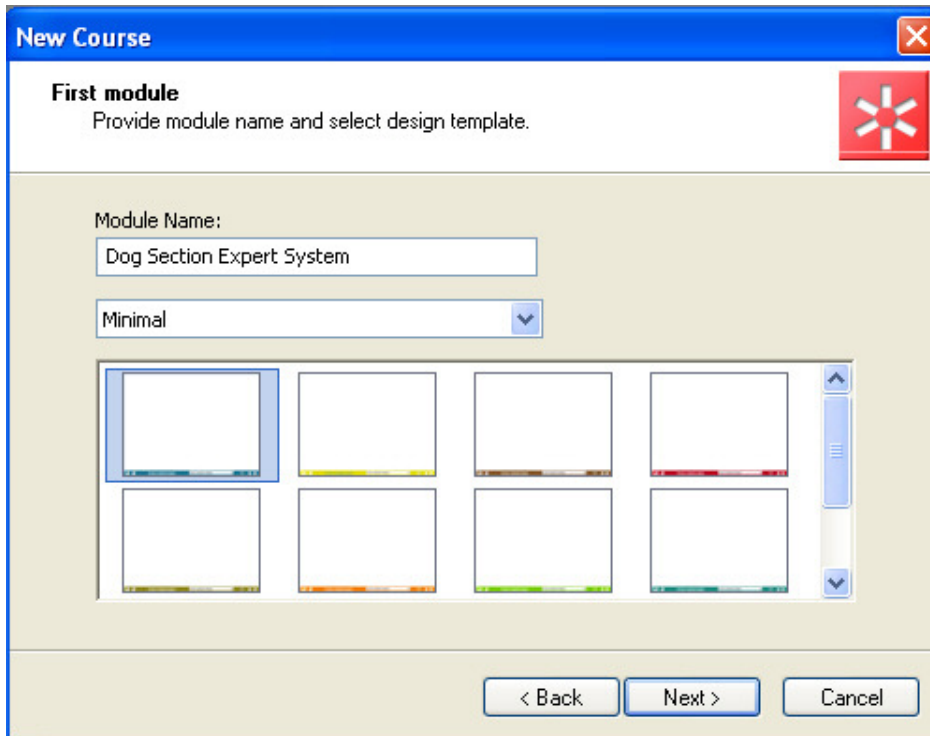 New Course
First module
Provide module name and select design template.
Module Name:
Dog Section Expert System
Minimal
< Back Next > Cancel